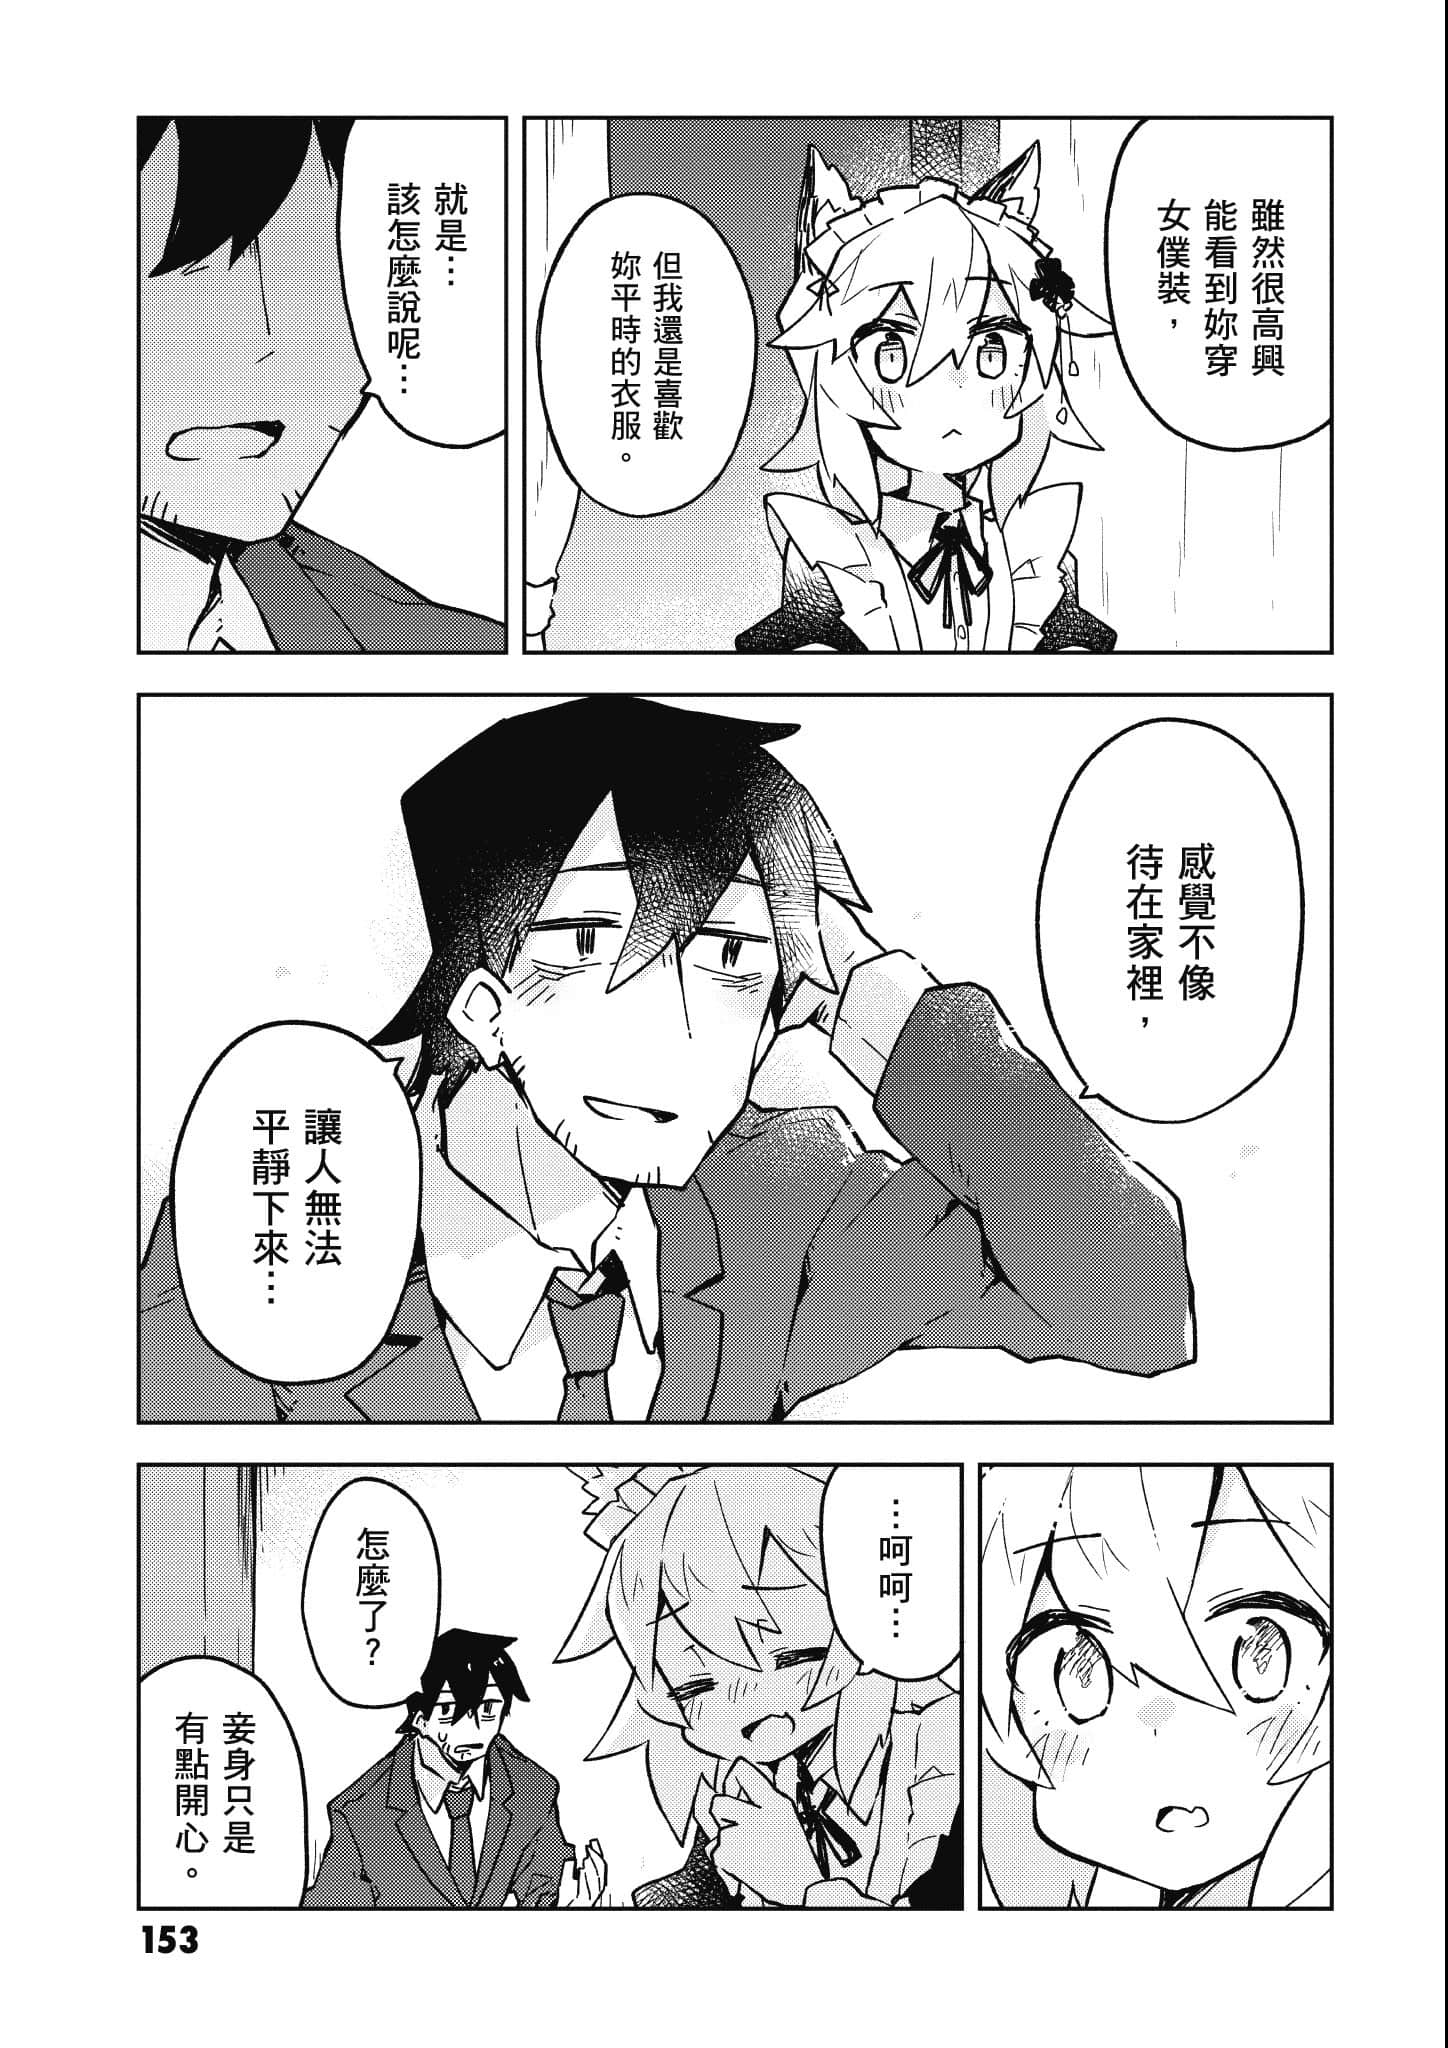 雖然很高興
能看到妳穿
女僕裝，
但我還是喜歡
妳平時的衣服。
就是…
該怎麼說呢…
感覺不像
待在家裡，
讓人無法
平靜下來…
…呵呵…
怎麼了？
妾身只是
有點開心。
153